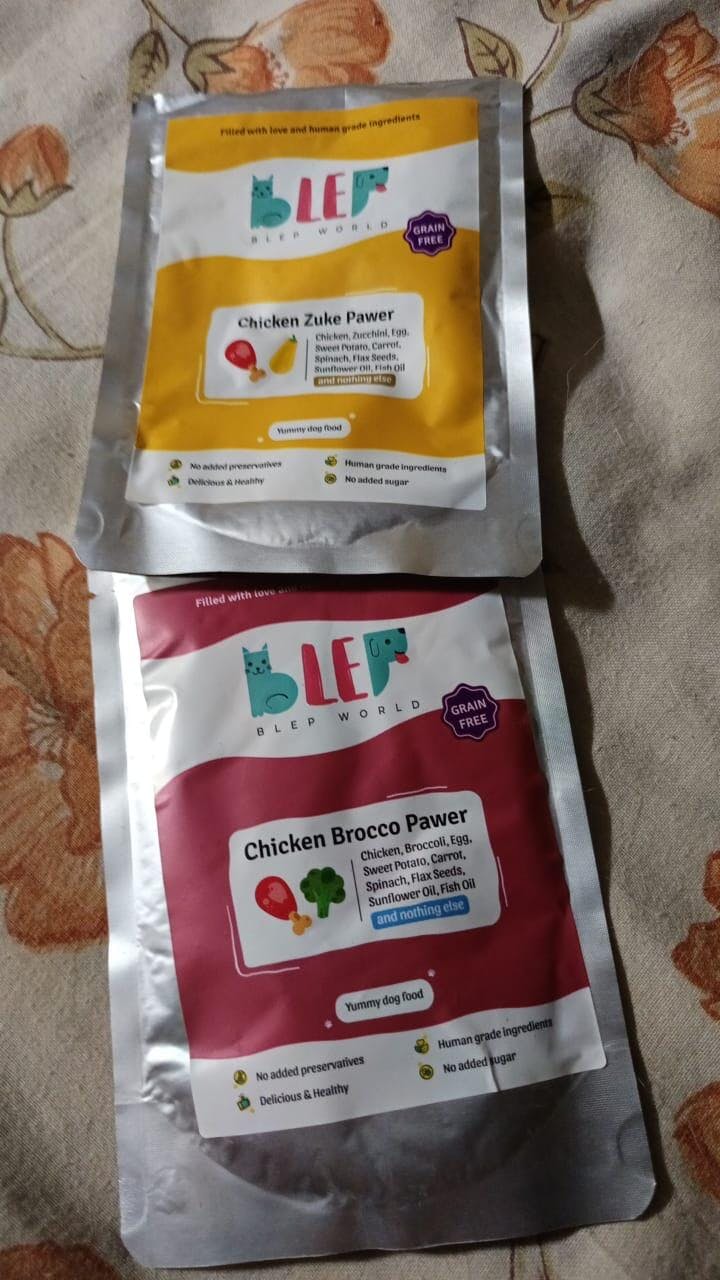 Filled with love and human grade ingredients
bLEP
BLEP WORLD
GRAIN
FREE
Chicken Zuke Pawer
Chicken, Zucchini, Egg,
Sweet Potato, Carrot,
Spinach, Flax Seeds,
Sunflower Oil, Fish Oil
and nothing else
Yummy dog food
No added preservatives
Human grade ingredients
Delicious & Healthy
No added sugar
Filled with love and
bLEP
BLEP WORLD
GRAIN
FREE
Chicken Brocco Pawer
Chicken, Broccoli, Egg,
Sweet Potato, Carrot,
Spinach, Flax Seeds,
Sunflower Oil, Fish Oil
and nothing else
Yummy dog food
No added preservatives
Human grade ingredients
Delicious & Healthy
No added sugar